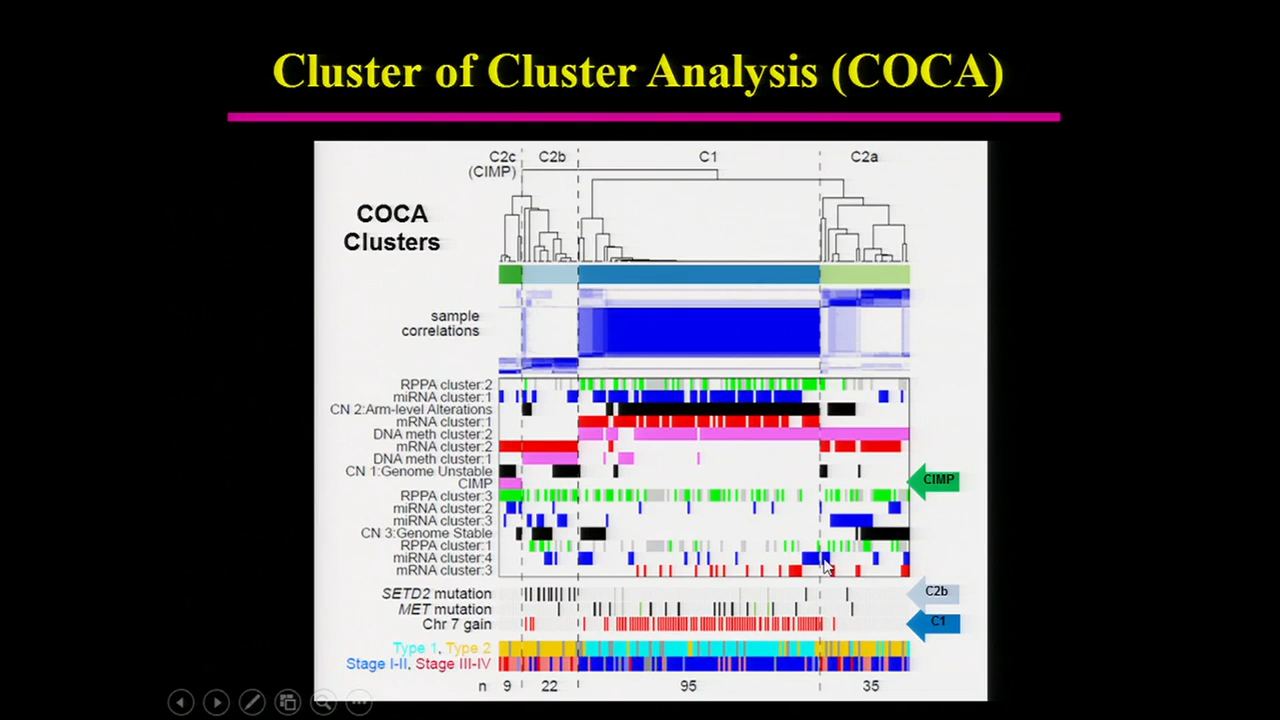 Cluster of Cluster Analysis (COCA)
C2c C2b C1 C2a
(CIMP)
COCA
Clusters
sample
correlations
RPPA cluster:2
miRNA cluster:1
CN 2:Arm-level Alterations
mRNA cluster:1
DNA meth cluster:2
mRNA cluster:2
DNA meth cluster:1
CN 1:Genome Unstable
CIMP
CIMP
RPPA cluster:3
miRNA cluster:2
miRNA cluster:3
CN 3:Genome Stable
RPPA cluster:1
miRNA cluster:4
mRNA cluster:3
SETD2 mutation
C2b
MET mutation
Chr 7 gain
C1
Type 1, Type 2
Stage I-II, Stage III-IV
n 9 22 95 35